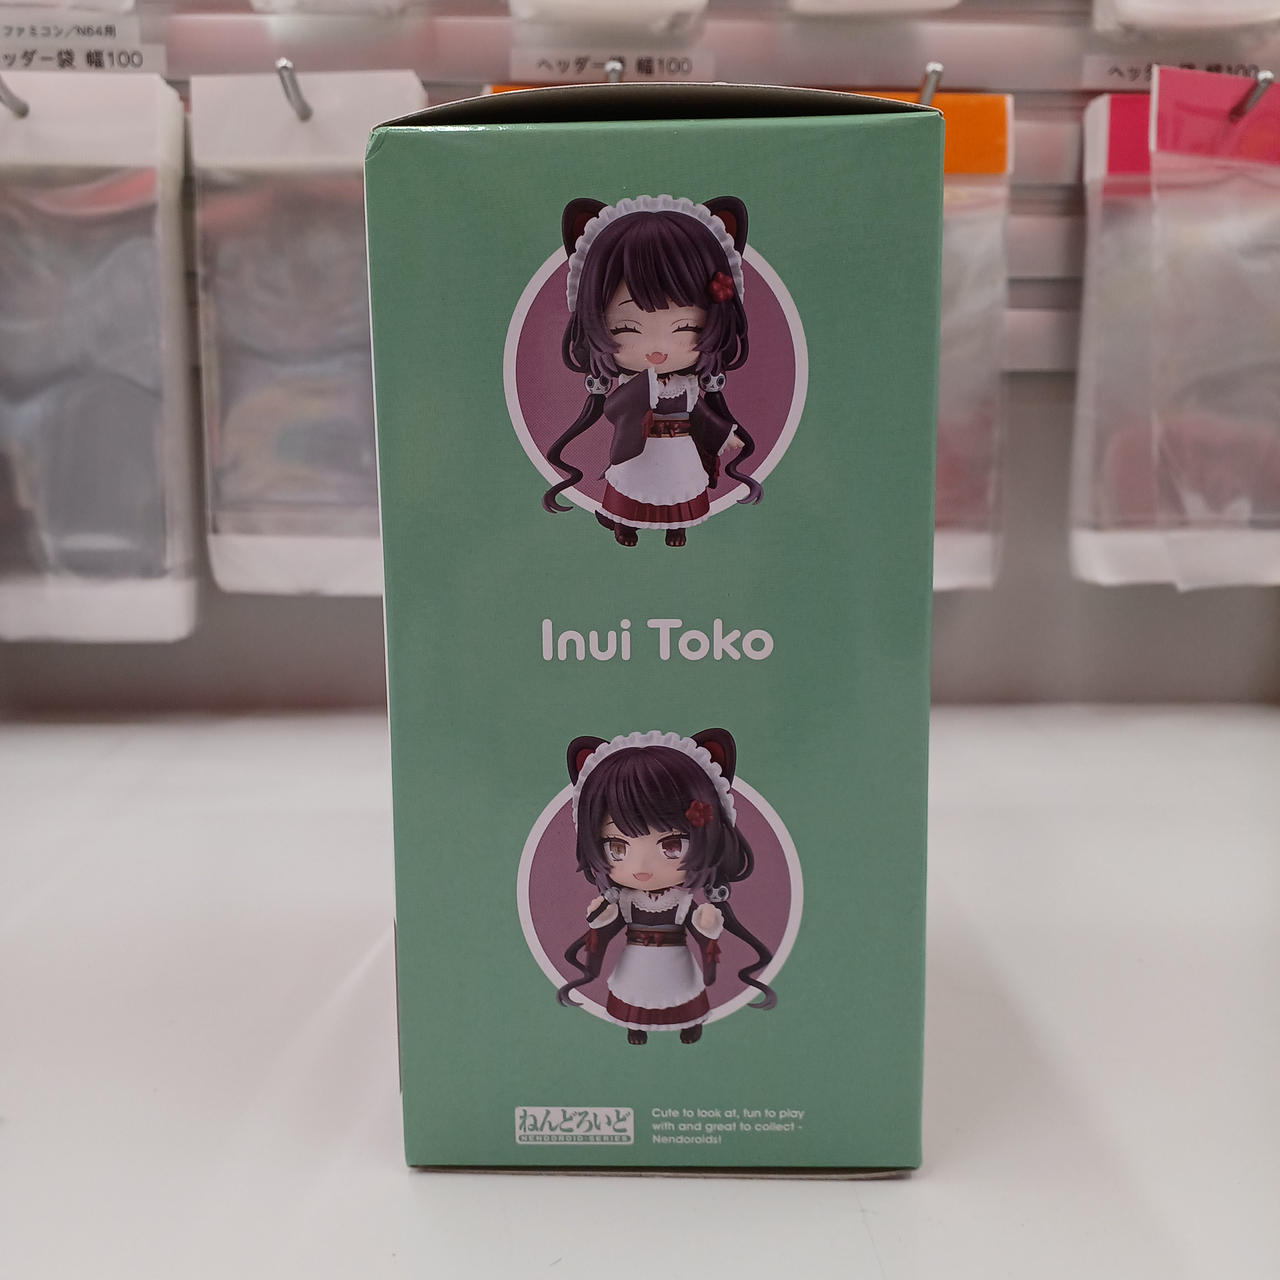 ファミコン/N64用
ッダー袋 幅100
ヘッダー 袋 幅100
ヘッダ 袋 幅100
Inui Toko
ねんどろいど
NENDOROID SERIES
Cute to look at, fun to play
with and great to collect -
Nendoroids!